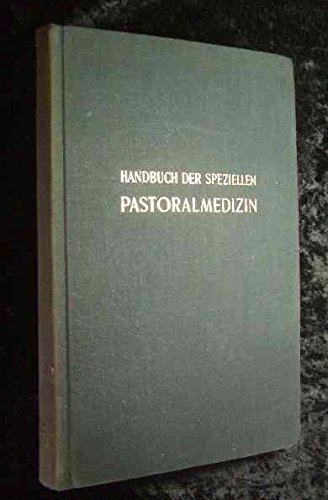 HANDBUCH DER SPEZIELLEN
PASTORALMEDIZIN